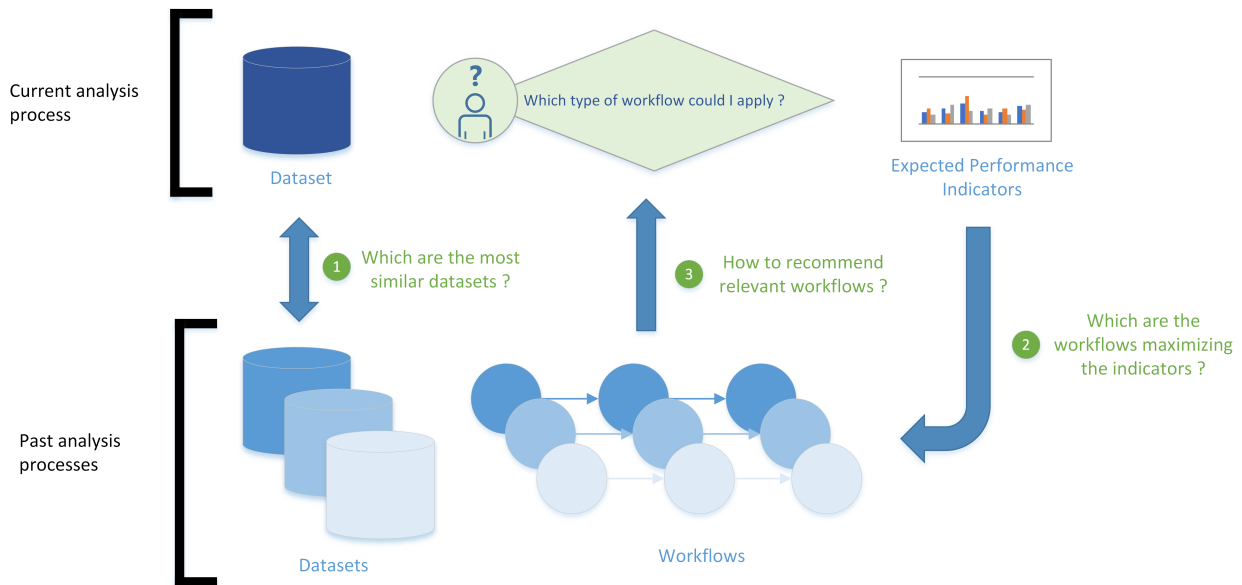 Current analysis
process
Dataset
?
Which type of workflow could I apply ?
Expected Performance
Indicators
1
Which are the most
similar datasets ?
3
How to recommend
relevant workflows ?
2
Which are the
workflows maximizing
the indicators ?
Past analysis
processes
Datasets
Workflows